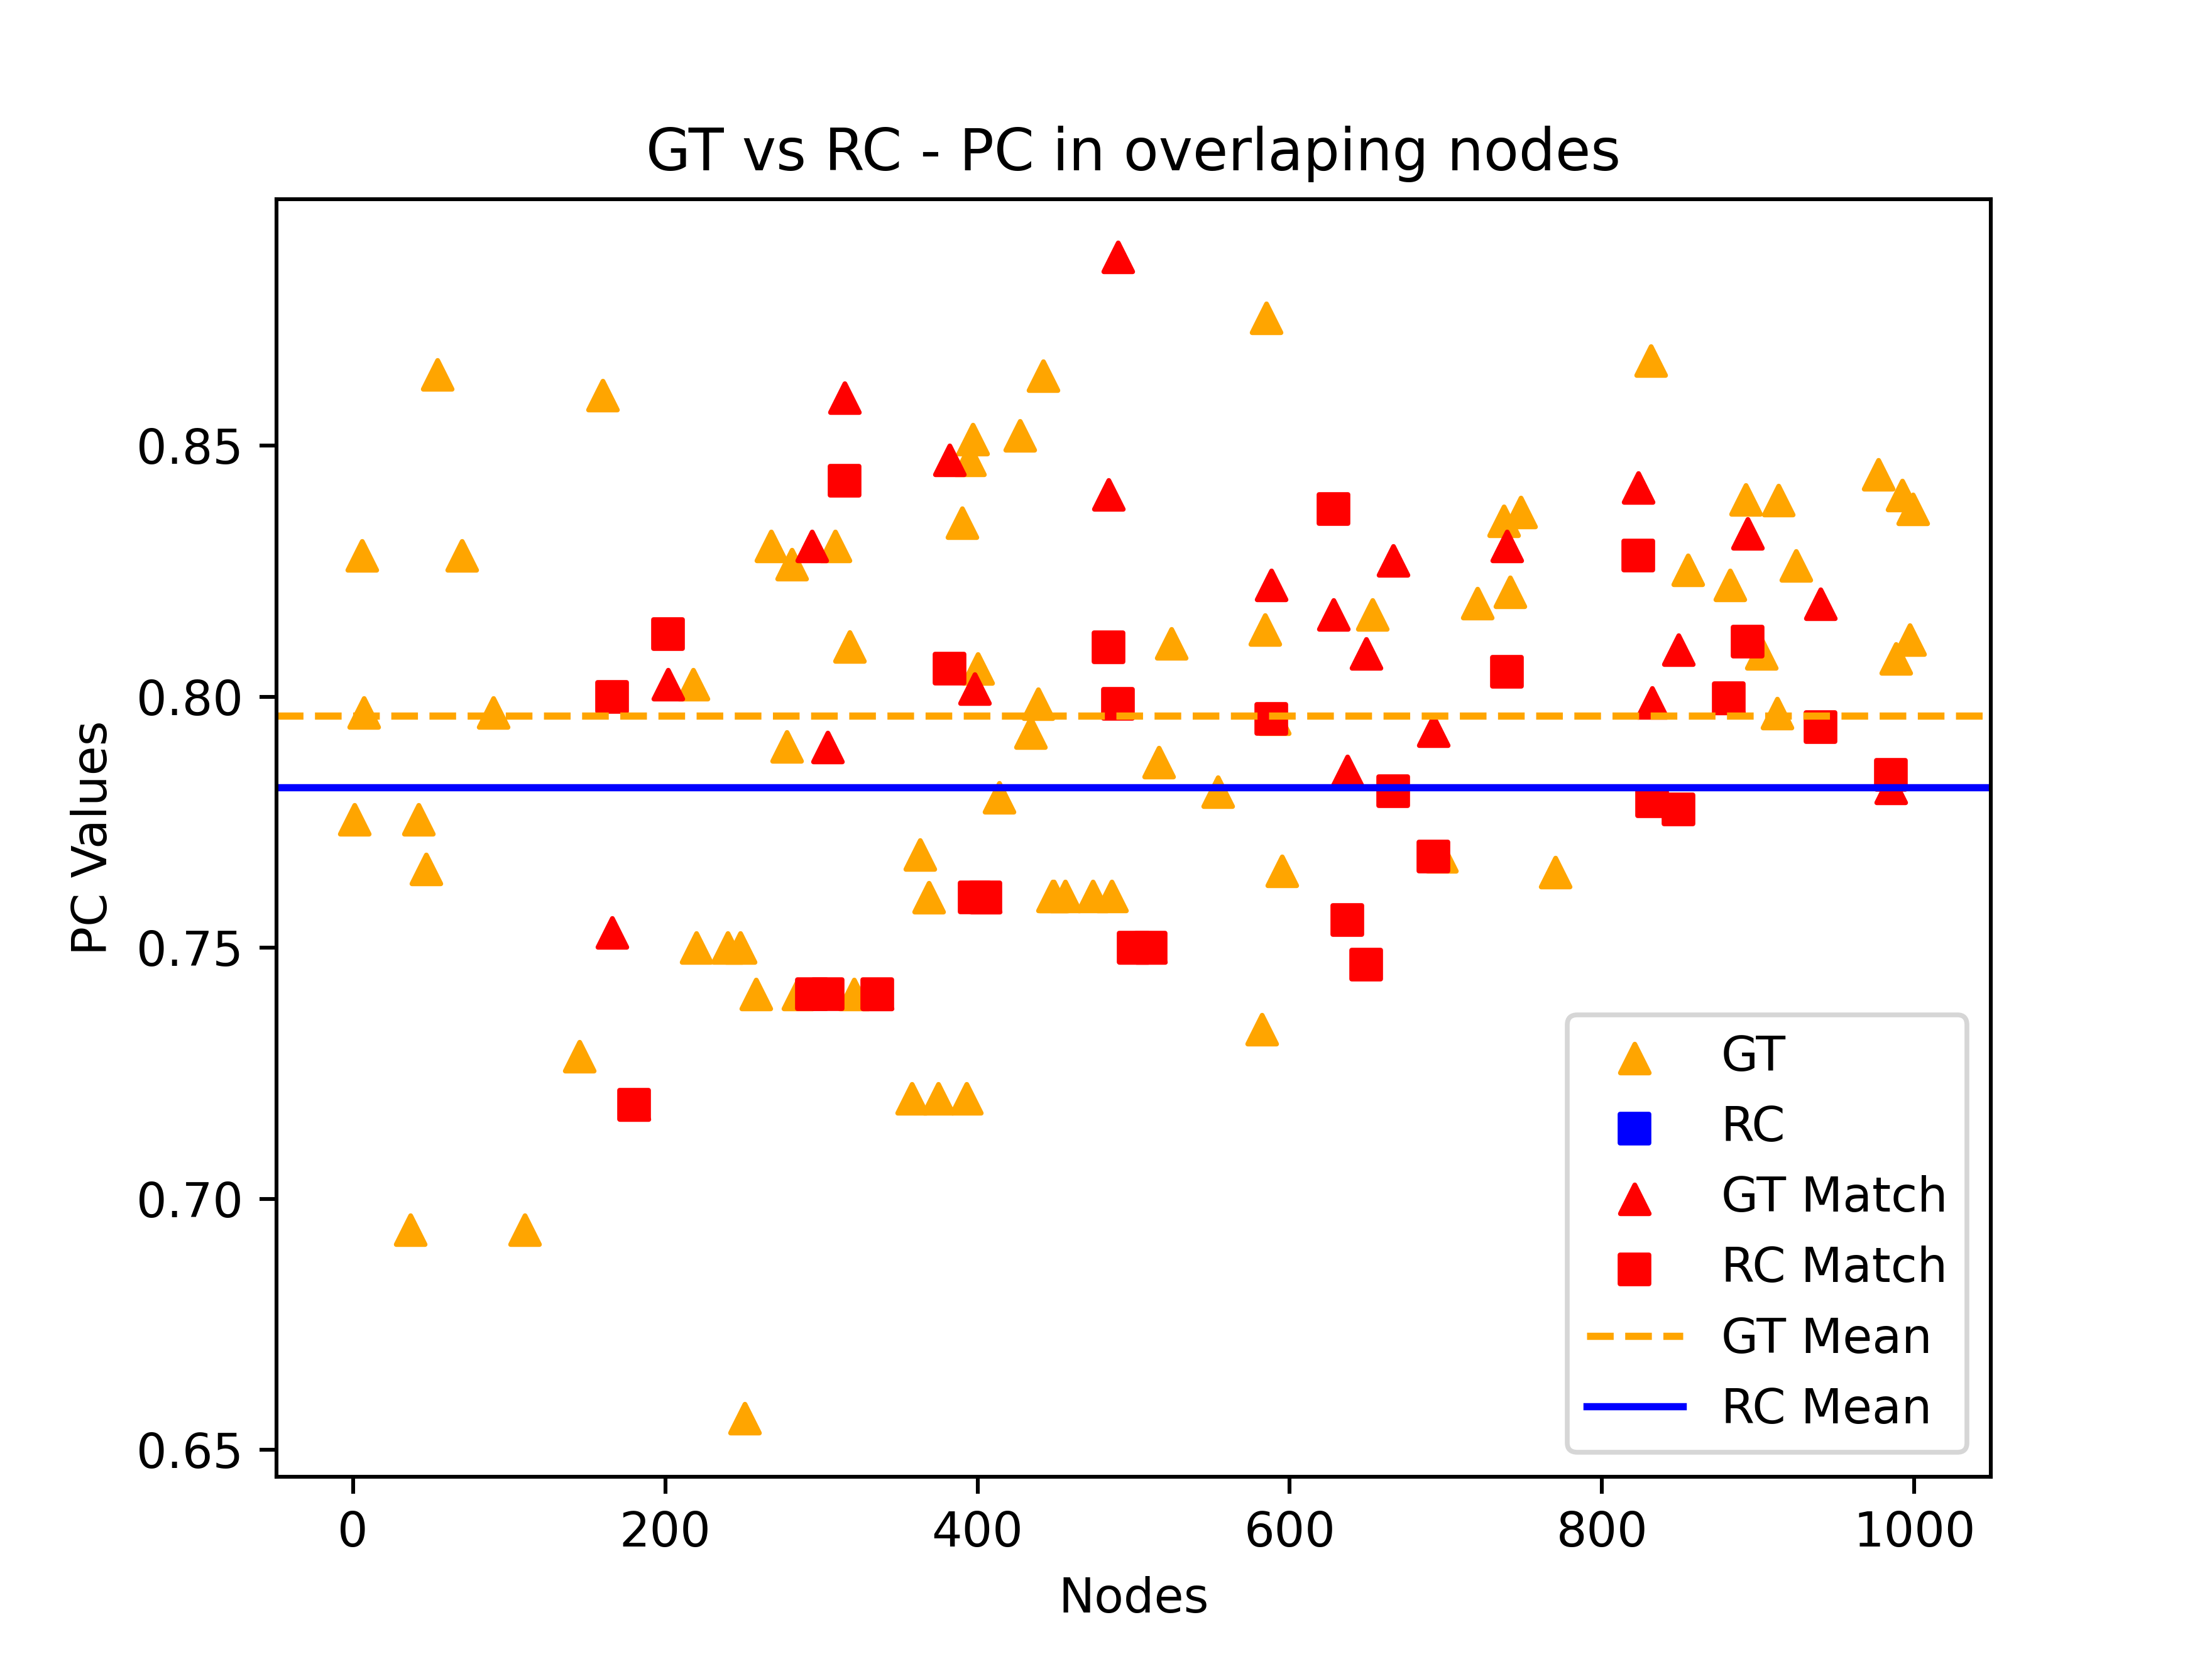 GT vs RC - PC in overlaping nodes
PC Values
0.85
0.80
0.75
0.70
0.65
0
200
400
600
800
1000
Nodes
GT
RC
GT Match
RC Match
GT Mean
RC Mean